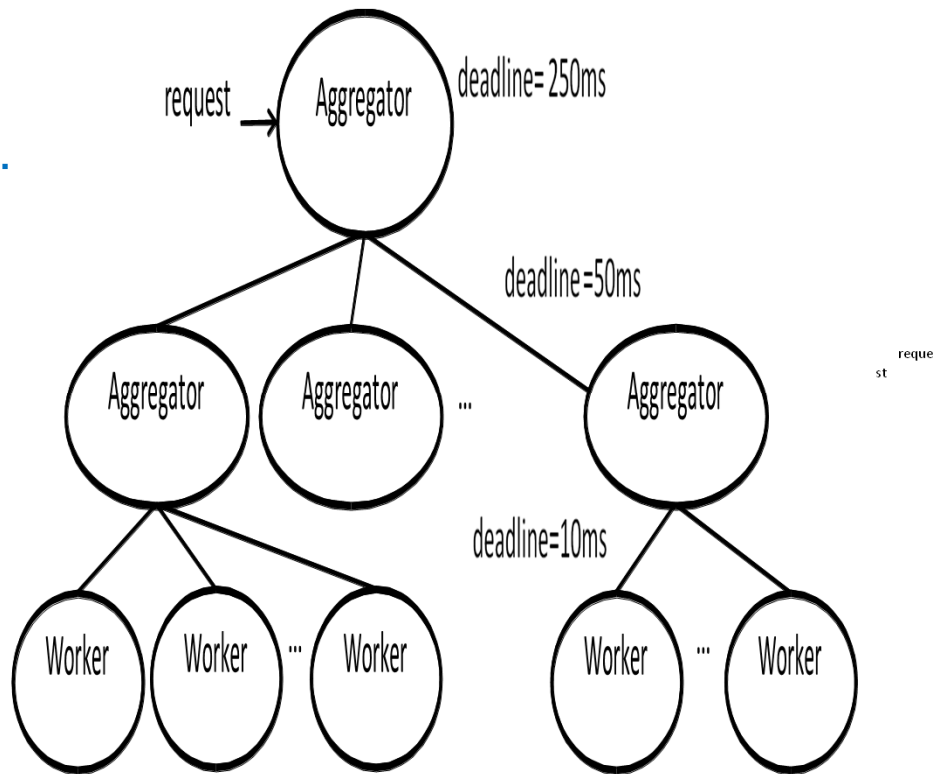 request
Aggregator
deadline= 250ms
deadline=50ms
reque
st
Aggregator
Aggregator
...
Aggregator
deadline=10ms
Worker
Worker
...
Worker
Worker
...
Worker